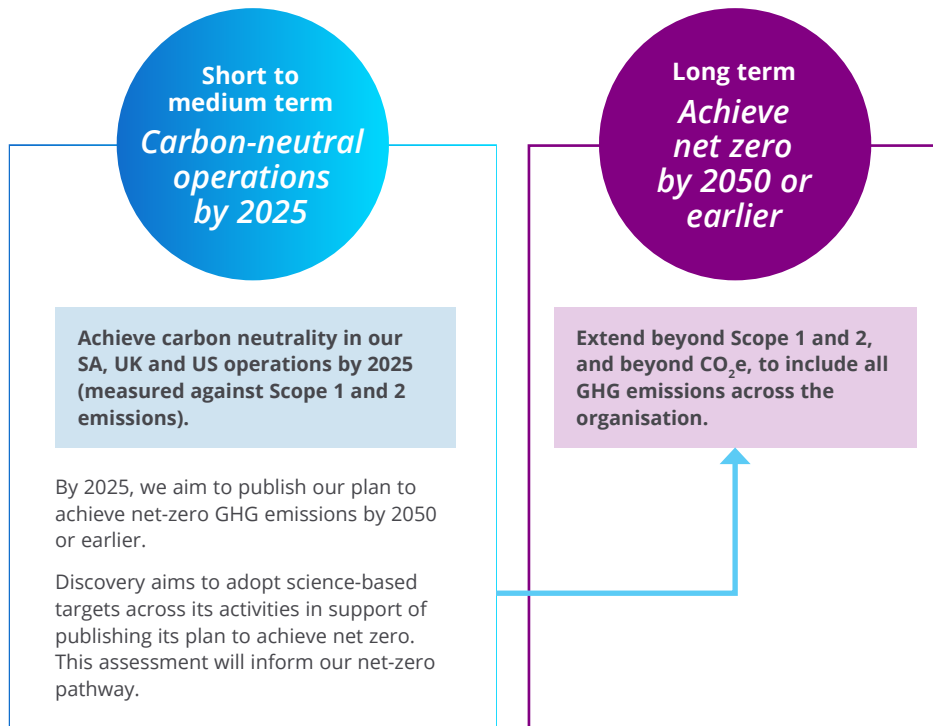 Short to
medium term
Carbon-neutral
operations
by 2025
Achieve carbon neutrality in our
SA, UK and US operations by 2025
(measured against Scope 1 and 2
emissions).
By 2025, we aim to publish our plan to
achieve net-zero GHG emissions by 2050
or earlier.
Discovery aims to adopt science-based
targets across its activities in support of
publishing its plan to achieve net zero.
This assessment will inform our net-zero
pathway.
Long term
Achieve
net zero
by 2050 or
earlier
Extend beyond Scope 1 and 2,
and beyond CO₂e, to include all
GHG emissions across the
organisation.